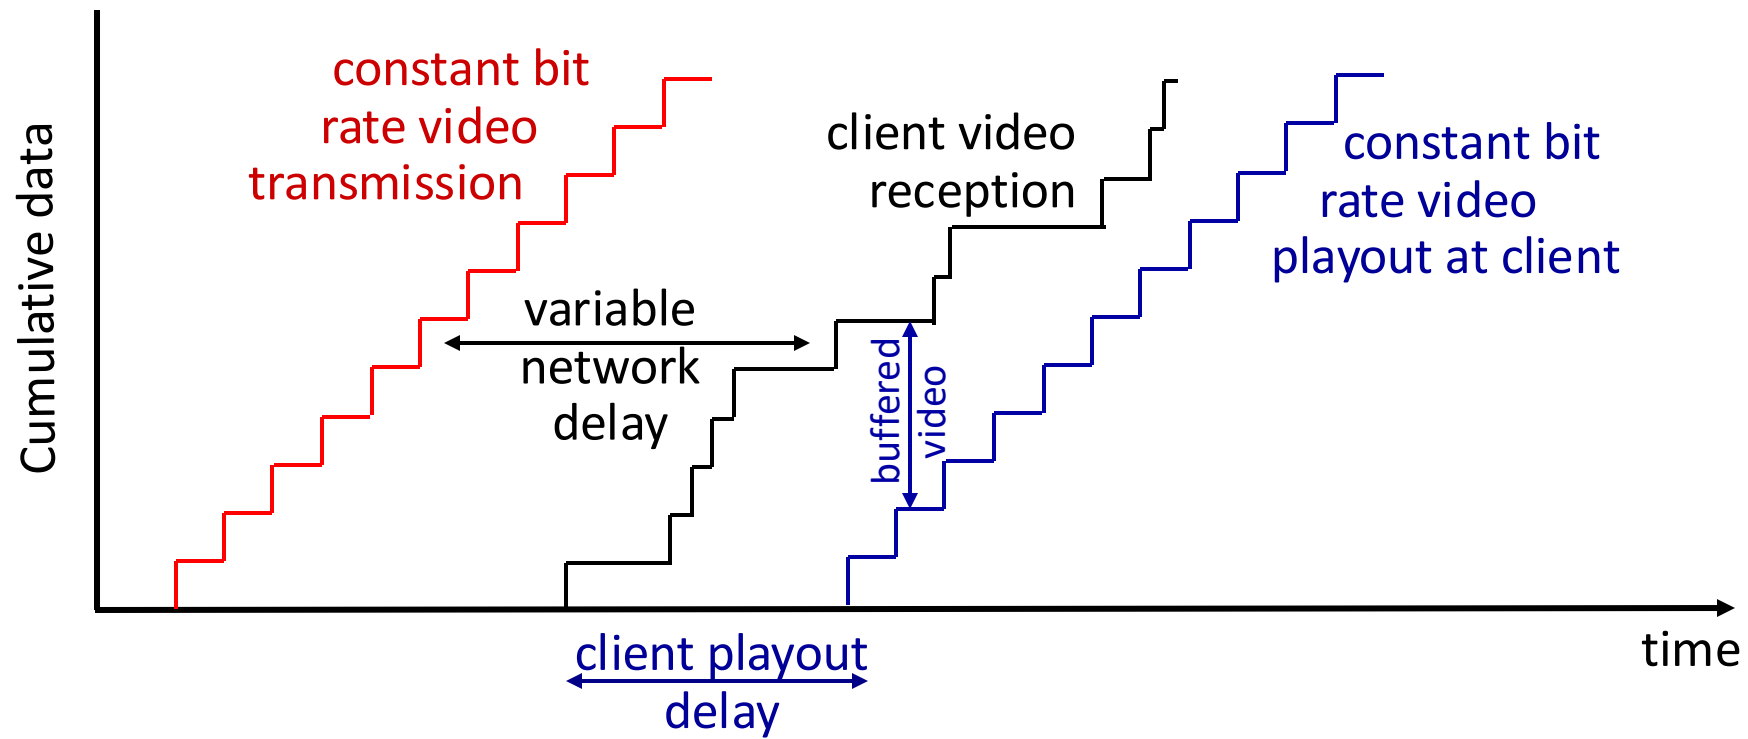 constant bit
rate video
transmission
client video
reception
constant bit
rate video
playout at client
variable
network
delay
buffered
video
Cumulative data
time
client playout
delay